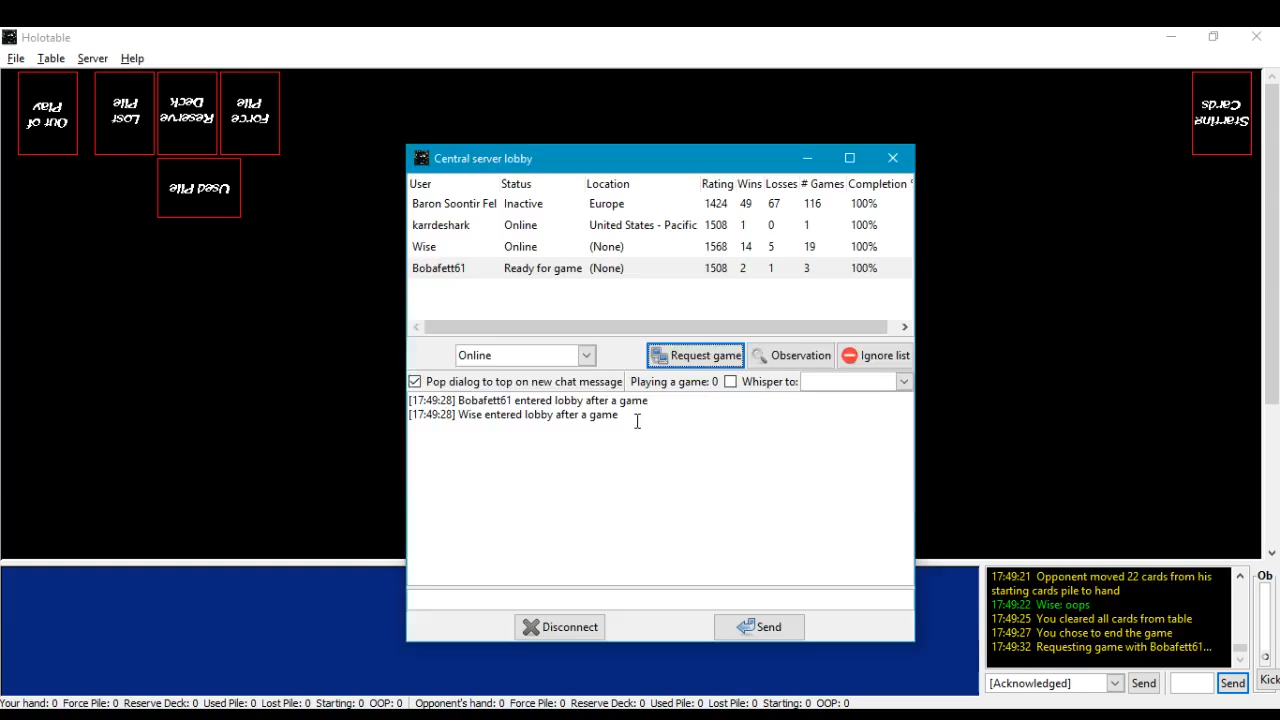 Holotable
File Table Server Help
Out of Play
Lost Pile
Reserve Deck
Force Pile
Used Pile
Starting Cards
Central server lobby
User Status Location Rating Wins Losses # Games Completion
Baron Soontir Fel Inactive Europe 1424 49 67 116 100%
karrdeshark Online United States - Pacific 1508 1 0 1 100%
Wise Online (None) 1568 14 5 19 100%
Bobafett61 Ready for game (None) 1508 2 1 3 100%
Online Request game Observation Ignore list
Pop dialog to top on new chat message Playing a game: 0 Whisper to:
[17:49:28] Bobafett61 entered lobby after a game
[17:49:28] Wise entered lobby after a game
Disconnect Send
17:49:21 Opponent moved 22 cards from his
starting cards pile to hand
17:49:22 Wise: oops
17:49:25 You cleared all cards from table
17:49:27 You chose to end the game
17:49:32 Requesting game with Bobafett61...
Ob
[Acknowledged] Send Send Kick
Your hand: 0 Force Pile: 0 Reserve Deck: 0 Used Pile: 0 Lost Pile: 0 Starting: 0 OOP: 0 Opponent's hand: 0 Force Pile: 0 Reserve Deck: 0 Used Pile: 0 Lost Pile: 0 Starting: 0 OOP: 0